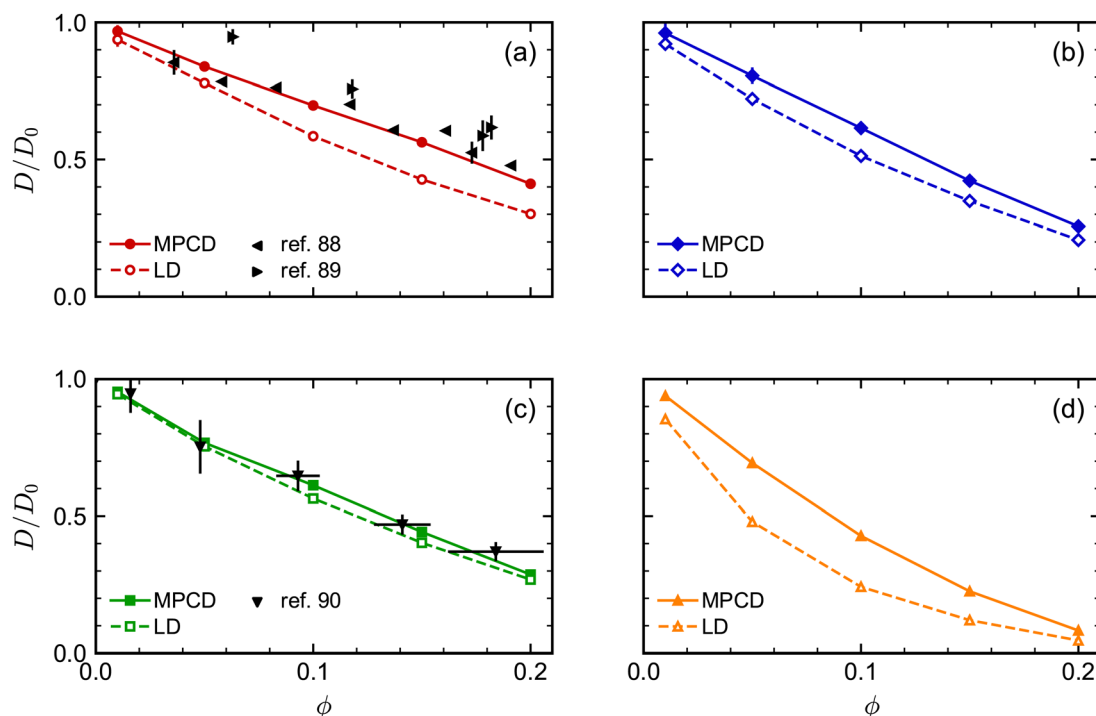 1.0
(a)
(b)
D/D₀
0.5
MPCD
ref. 88
MPCD
LD
ref. 89
LD
0.0
1.0
(c)
(d)
D/D₀
0.5
MPCD
ref. 90
MPCD
LD
LD
0.0
0.0
0.1
0.2
0.0
0.1
0.2
ϕ
ϕ